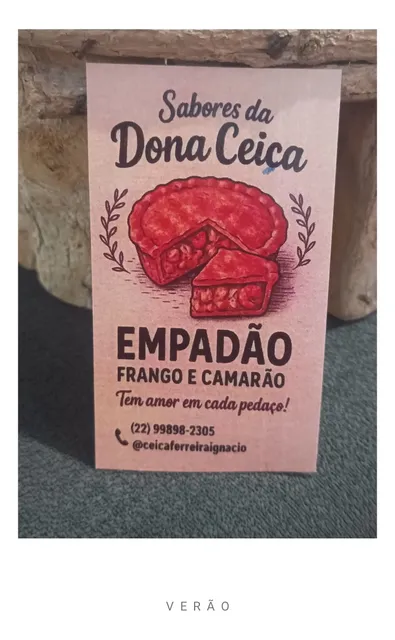 Sabores da
Dona Ceiça
EMPADÃO
FRANGO E CAMARÃO
Tem amor em cada pedaço!
(22) 99898-2305
@ceicaferreiraignacio
VERÃO